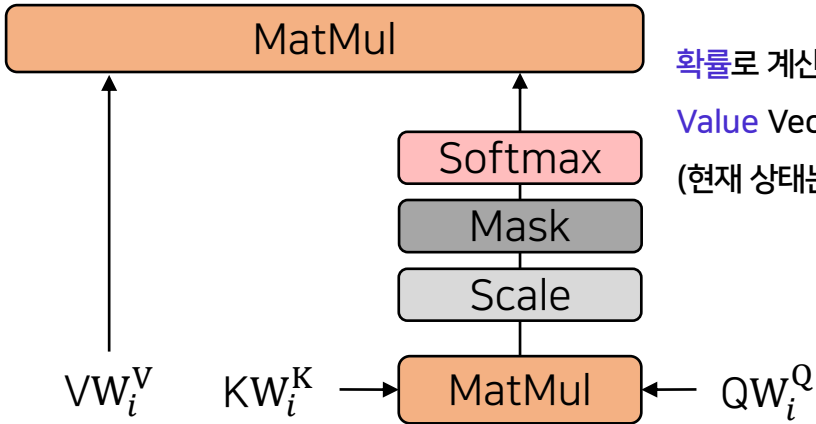 MatMul
확률로 계산
Value Vec
(현재 상태는
Softmax
Mask
Scale
VW_i^V
KW_i^K
MatMul
QW_i^Q